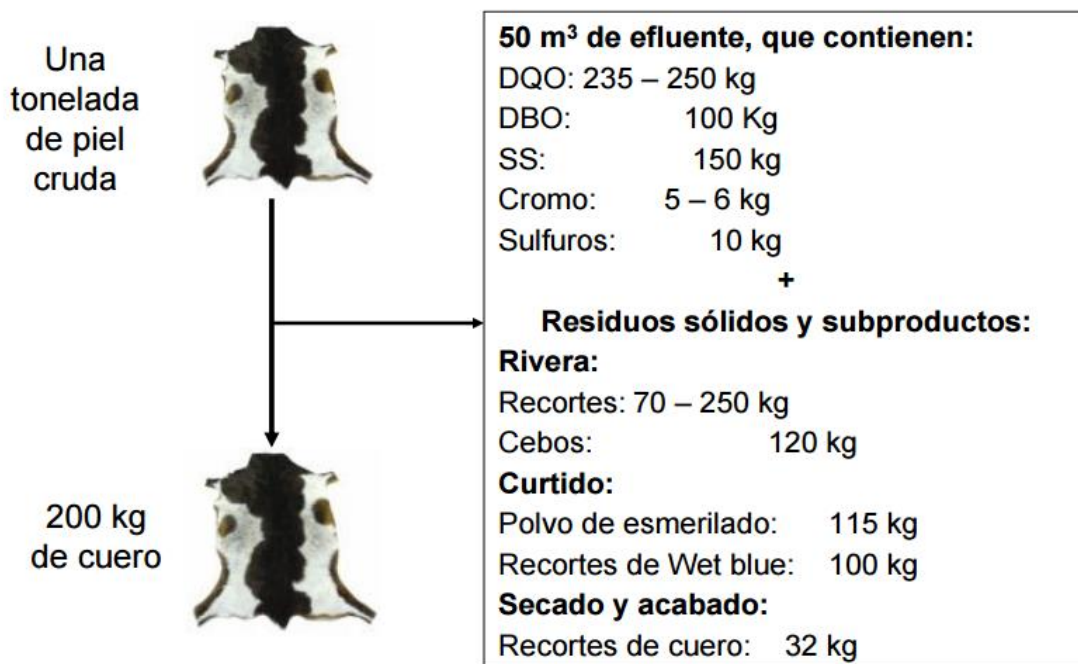 Una
tonelada
de piel
cruda
200 kg
de cuero
50 m³ de efluente, que contienen:
DQO: 235 – 250 kg
DBO: 100 Kg
SS: 150 kg
Cromo: 5 – 6 kg
Sulfuros: 10 kg
+
Residuos sólidos y subproductos:
Rivera:
Recortes: 70 – 250 kg
Cebos: 120 kg
Curtido:
Polvo de esmerilado: 115 kg
Recortes de Wet blue: 100 kg
Secado y acabado:
Recortes de cuero: 32 kg